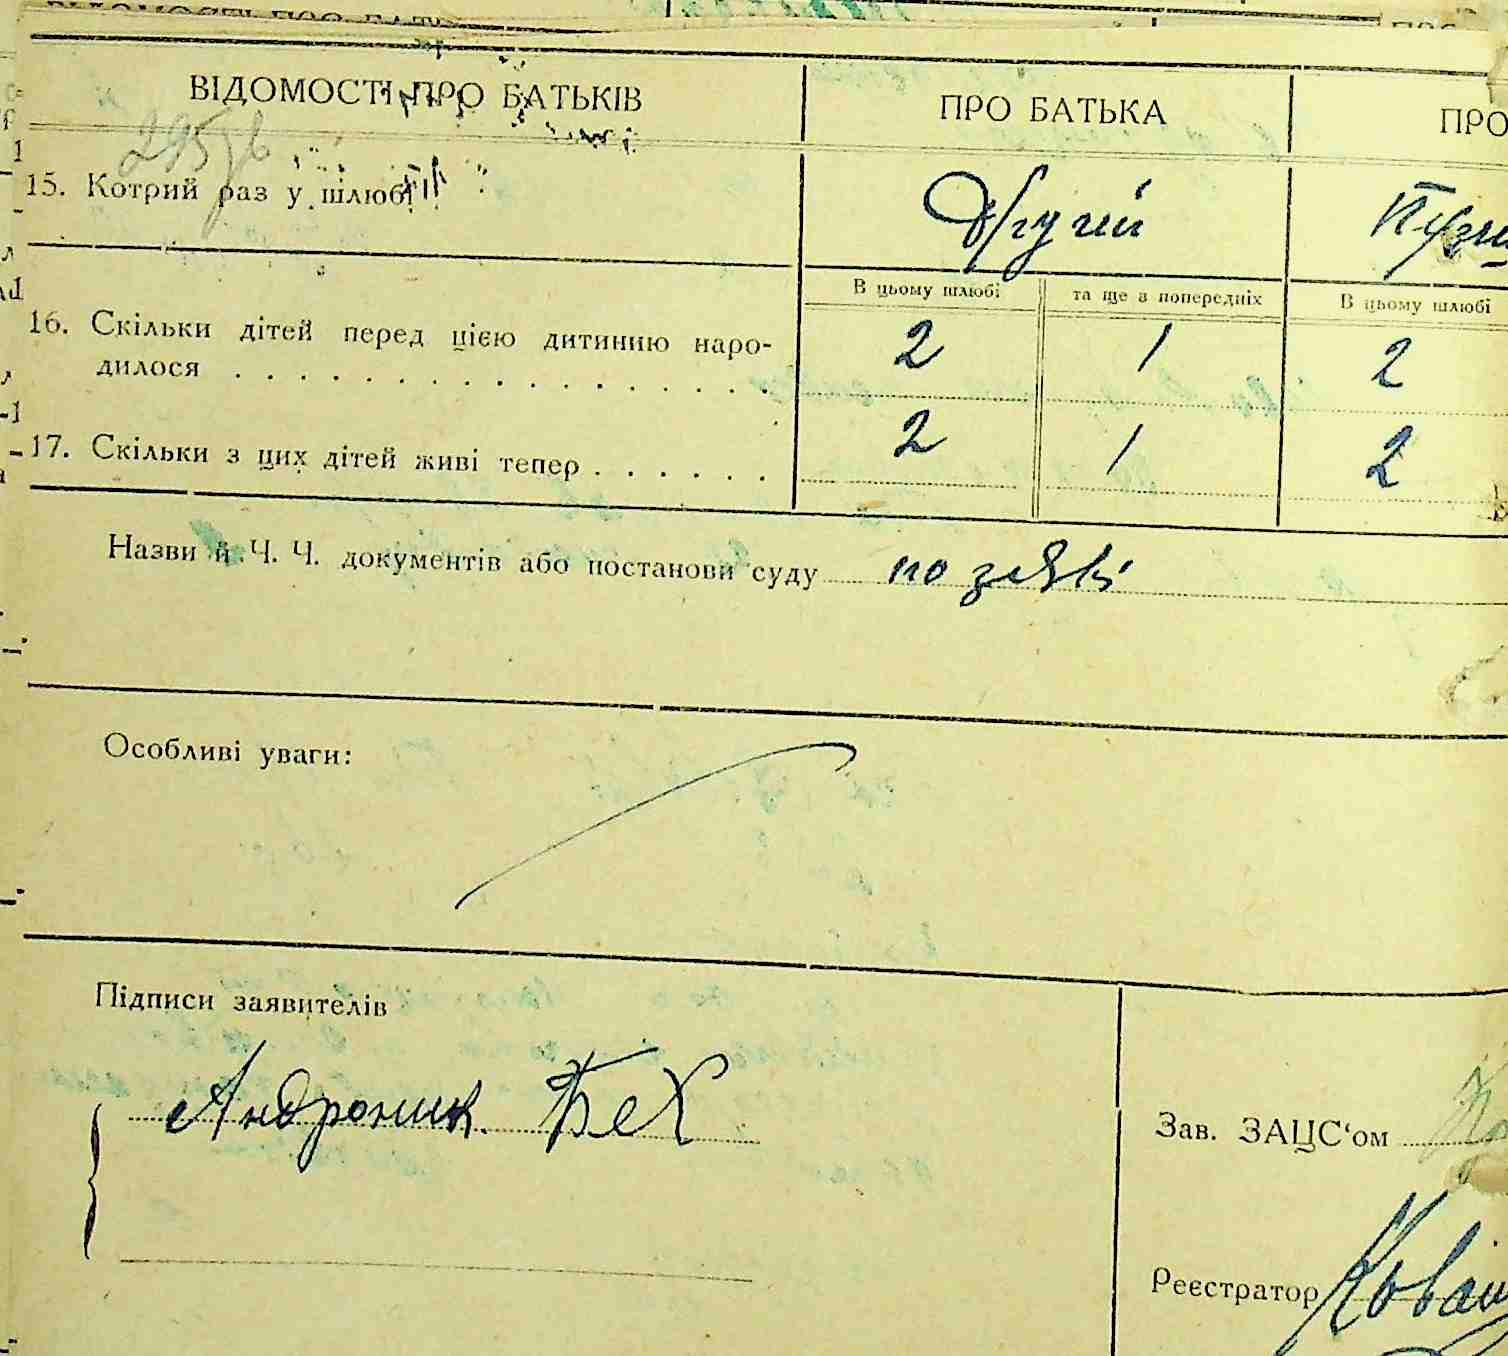 ВІДОМОСТІ ПРО БАТЬКІВ
ПРО БАТЬКА
ПРО
15. Котрий раз у шлюбі
другий
В цьому шлюбі
та ще з попередніх
В цьому шлюбі
16. Скільки дітей перед цією дитиною наро-
дилося
2
1
2
17. Скільки з цих дітей живі тепер
2
1
2
Назви й Ч. Ч. документів або постанови суду по заяві
Особливі уваги:
Підписи заявителів
Андроник Бех
Зав. ЗАЦС‘ом
Реєстратор